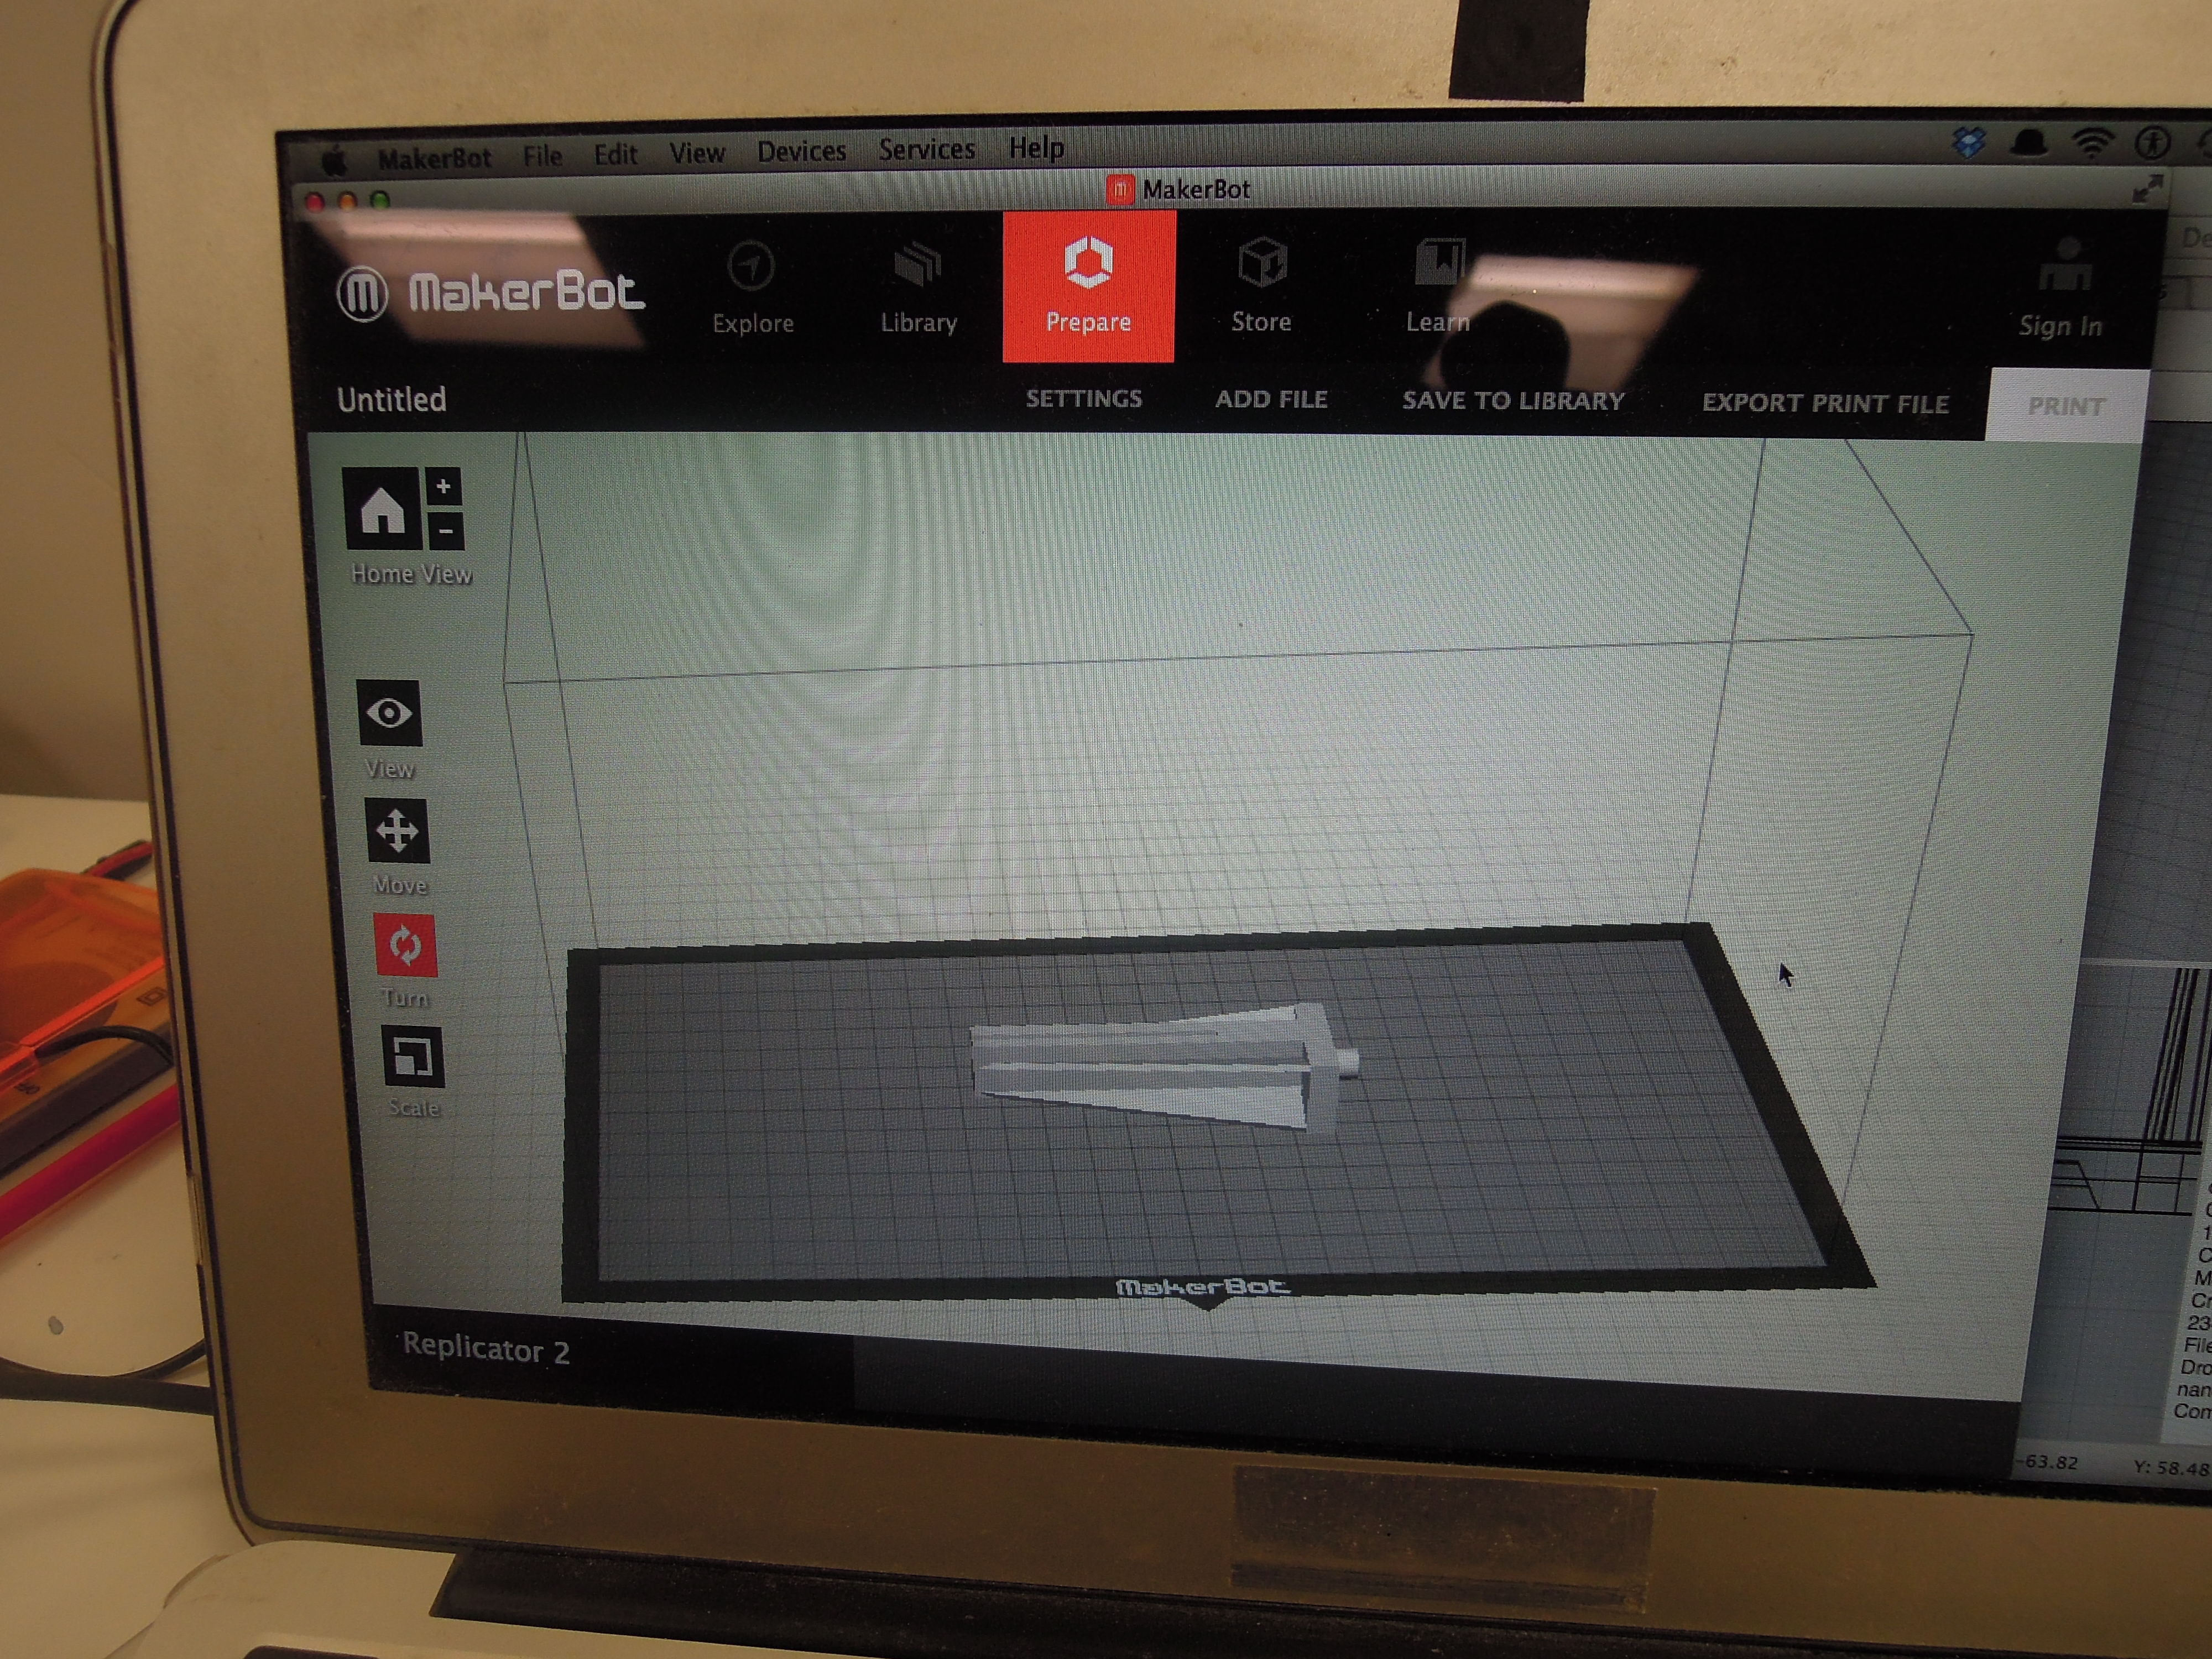 MakerBot File Edit View Devices Services Help
MakerBot
MakerBot Explore Library Prepare Store Learn Sign In
Untitled SETTINGS ADD FILE SAVE TO LIBRARY EXPORT PRINT FILE PRINT
+
-
Home View
View
Move
Turn
Scale
MakerBot
Replicator 2
23
-63.82 Y: 58.48